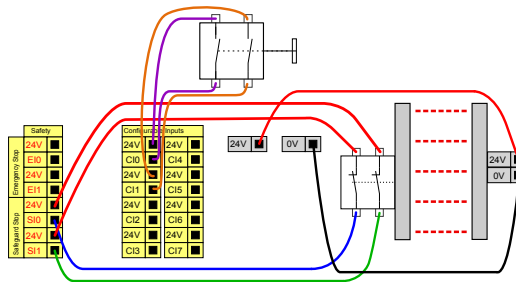 Safety
Emergency Stop
24V
EI0
24V
EI1
Safeguard Stop
24V
SI0
24V
SI1
Configurable Inputs
24V 24V
CI0 CI4
24V 24V
CI1 CI5
24V 24V
CI2 CI6
24V 24V
CI3 CI7
24V
0V
24V
0V